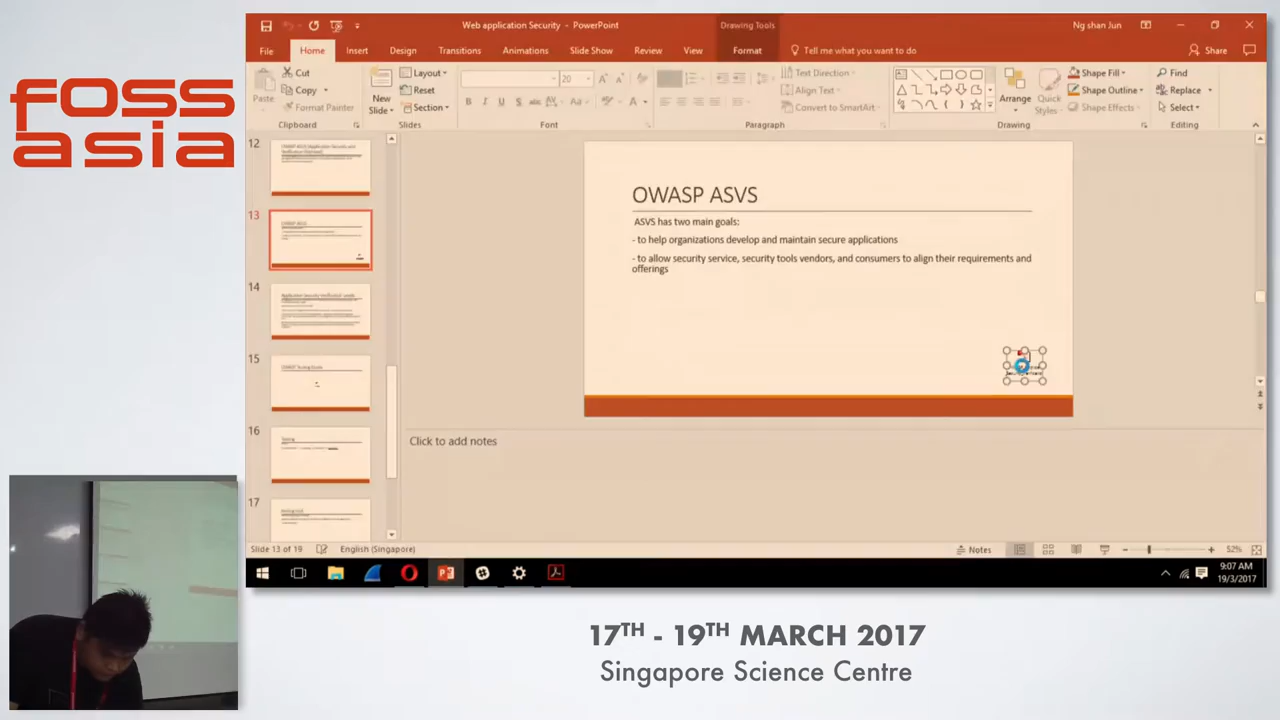 foss
asia
Web application Security - PowerPoint
Drawing Tools
Ng shan Jun
File
Home
Insert
Design
Transitions
Animations
Slide Show
Review
View
Format
Tell me what you want to do
Share
Paste
Cut
Copy
Format Painter
Clipboard
New
Slide
Layout
Reset
Section
Slides
20
Font
Text Direction
Align Text
Convert to SmartArt
Paragraph
Arrange
Quick
Styles
Shape Fill
Shape Outline
Shape Effects
Drawing
Find
Replace
Select
Editing
12
13
14
15
16
17
OWASP ASVS
ASVS has two main goals:
- to help organizations develop and maintain secure applications
- to allow security service, security tools vendors, and consumers to align their requirements and
offerings
Click to add notes
Slide 13 of 19
English (Singapore)
Notes
52%
9:07 AM
19/3/2017
17TH - 19TH MARCH 2017
Singapore Science Centre